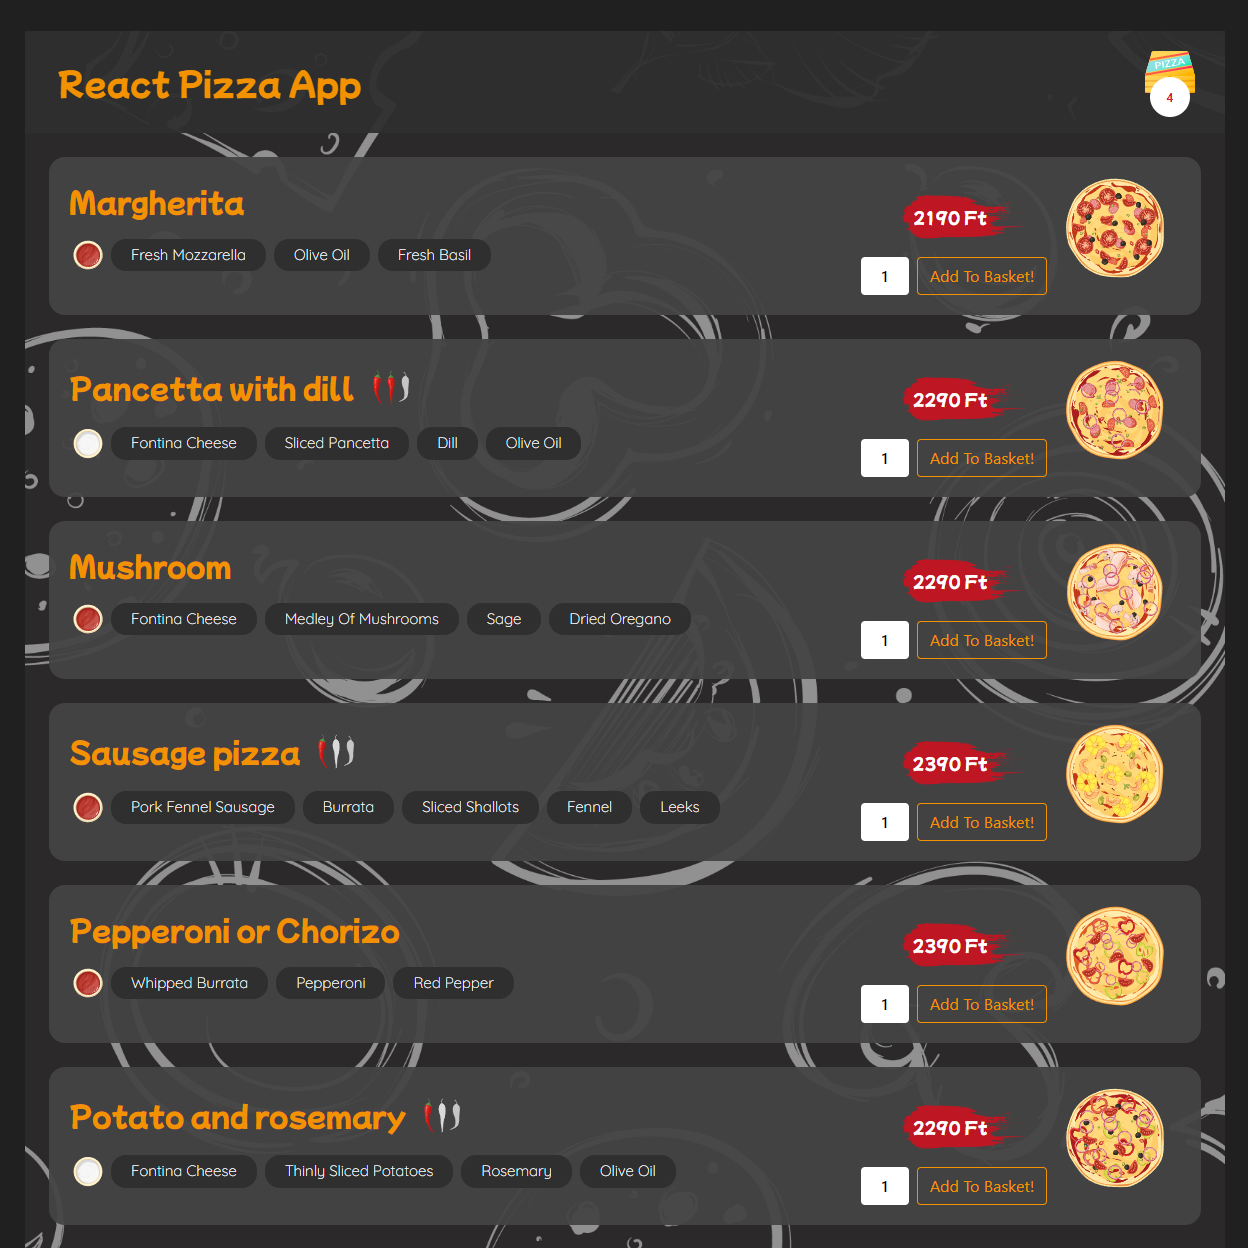 React Pizza App
PIZZA
4
Margherita
2190 Ft
Fresh Mozzarella Olive Oil Fresh Basil
1 Add To Basket!
Pancetta with dill
2290 Ft
Fontina Cheese Sliced Pancetta Dill Olive Oil
1 Add To Basket!
Mushroom
2290 Ft
Fontina Cheese Medley Of Mushrooms Sage Dried Oregano
1 Add To Basket!
Sausage pizza
2390 Ft
Pork Fennel Sausage Burrata Sliced Shallots Fennel Leeks
1 Add To Basket!
Pepperoni or Chorizo
2390 Ft
Whipped Burrata Pepperoni Red Pepper
1 Add To Basket!
Potato and rosemary
2290 Ft
Fontina Cheese Thinly Sliced Potatoes Rosemary Olive Oil
1 Add To Basket!